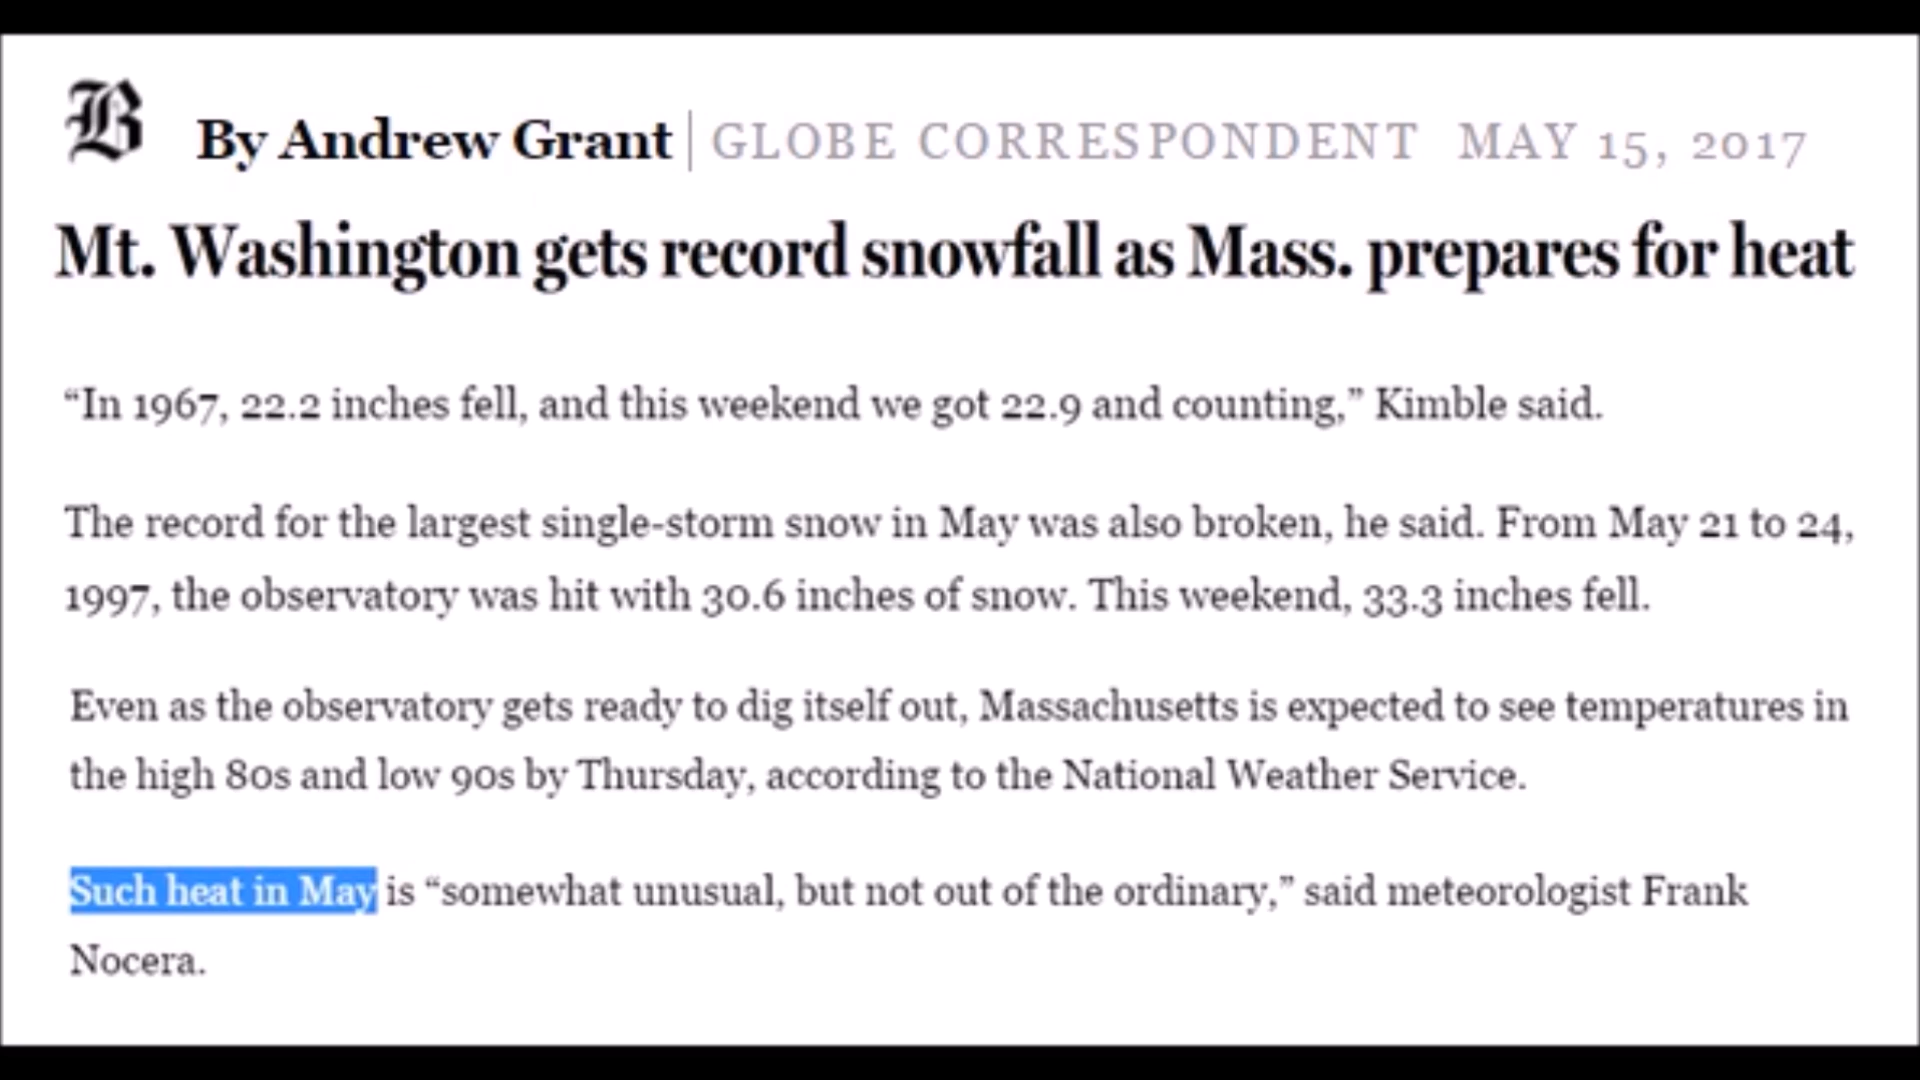 B By Andrew Grant | GLOBE CORRESPONDENT MAY 15, 2017
Mt. Washington gets record snowfall as Mass. prepares for heat
“In 1967, 22.2 inches fell, and this weekend we got 22.9 and counting,” Kimble said.
The record for the largest single-storm snow in May was also broken, he said. From May 21 to 24,
1997, the observatory was hit with 30.6 inches of snow. This weekend, 33.3 inches fell.
Even as the observatory gets ready to dig itself out, Massachusetts is expected to see temperatures in
the high 80s and low 90s by Thursday, according to the National Weather Service.
Such heat in May is “somewhat unusual, but not out of the ordinary,” said meteorologist Frank
Nocera.